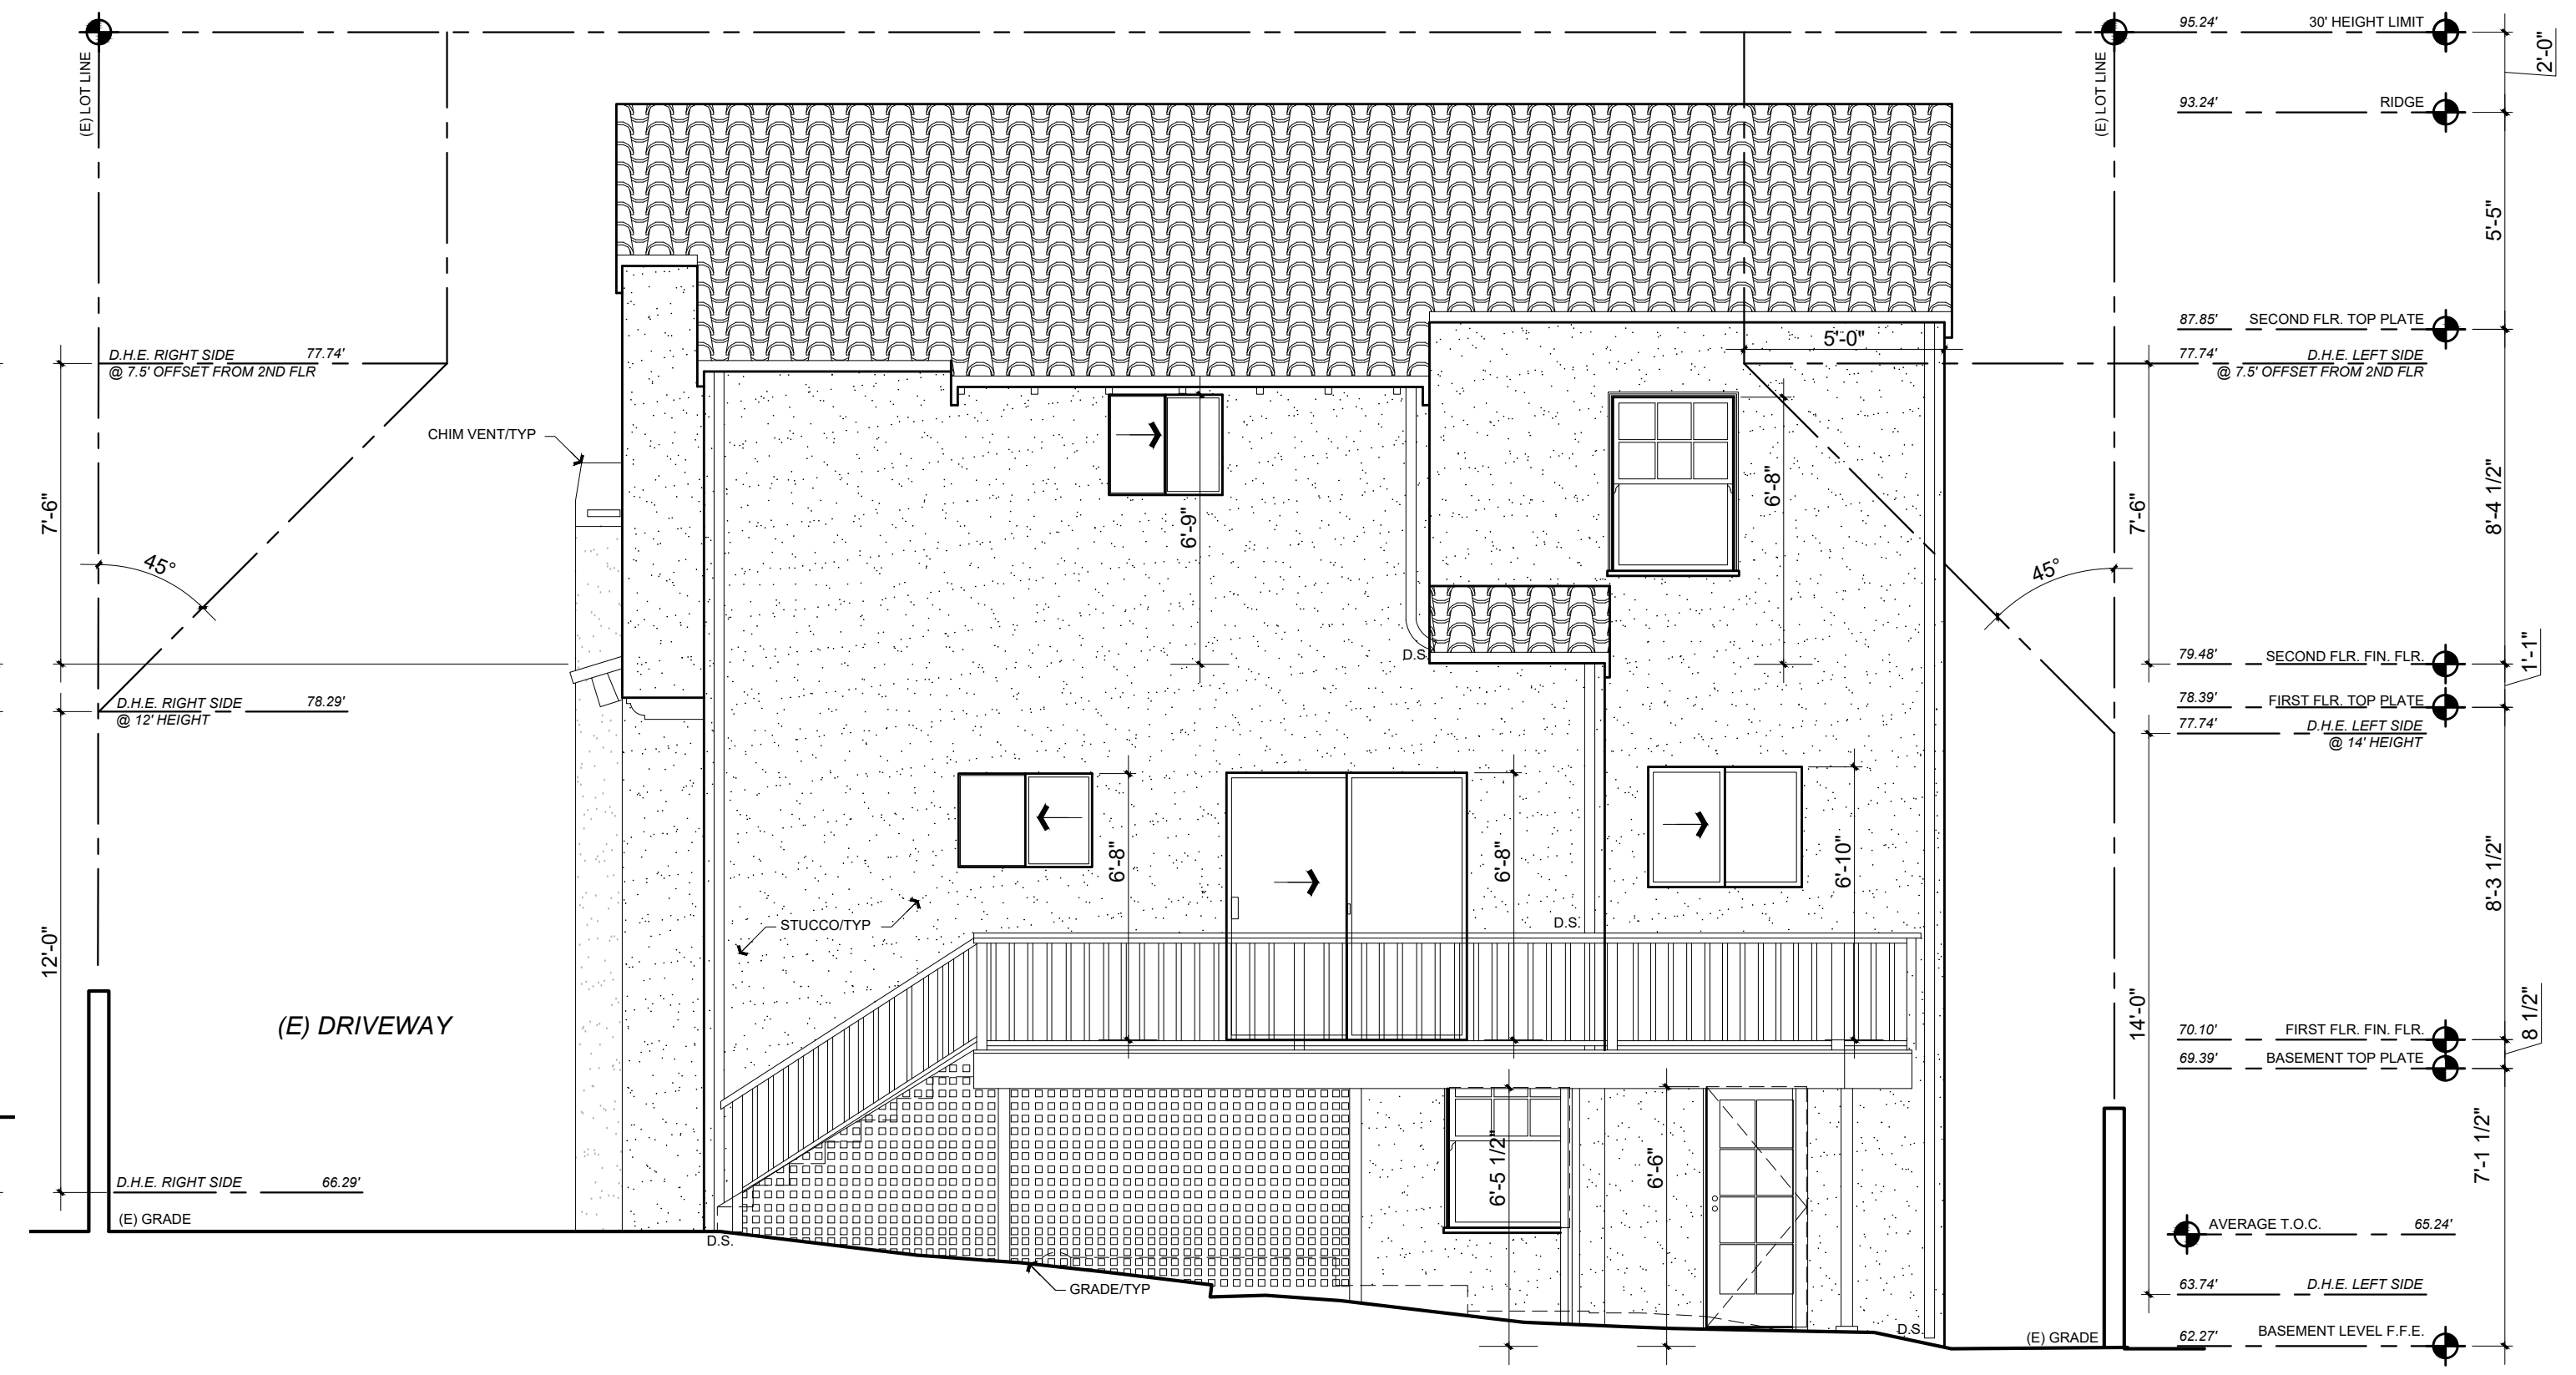 95.24' 30' HEIGHT LIMIT
2'-0"
(E) LOT LINE
(E) LOT LINE
93.24' RIDGE
5'-5"
87.85' SECOND FLR. TOP PLATE
5'-0"
D.H.E. RIGHT SIDE 77.74'
@ 7.5' OFFSET FROM 2ND FLR
77.74' D.H.E. LEFT SIDE
@ 7.5' OFFSET FROM 2ND FLR
CHIM VENT/TYP
7'-6"
6'-9"
6'-8"
7'-6"
8'-4 1/2"
45°
45°
D.S.
79.48' SECOND FLR. FIN. FLR.
1'-1"
D.H.E. RIGHT SIDE 78.29'
@ 12' HEIGHT
78.39' FIRST FLR. TOP PLATE
77.74' D.H.E. LEFT SIDE
@ 14' HEIGHT
6'-8"
6'-8"
6'-10"
8'-3 1/2"
STUCCO/TYP
D.S.
12'-0"
(E) DRIVEWAY
14'-0"
70.10' FIRST FLR. FIN. FLR.
8 1/2"
69.39' BASEMENT TOP PLATE
6'-5 1/2"
6'-6"
7'-1 1/2"
D.H.E. RIGHT SIDE 66.29'
(E) GRADE
D.S.
AVERAGE T.O.C. 65.24'
GRADE/TYP
63.74' D.H.E. LEFT SIDE
D.S.
(E) GRADE
62.27' BASEMENT LEVEL F.F.E.